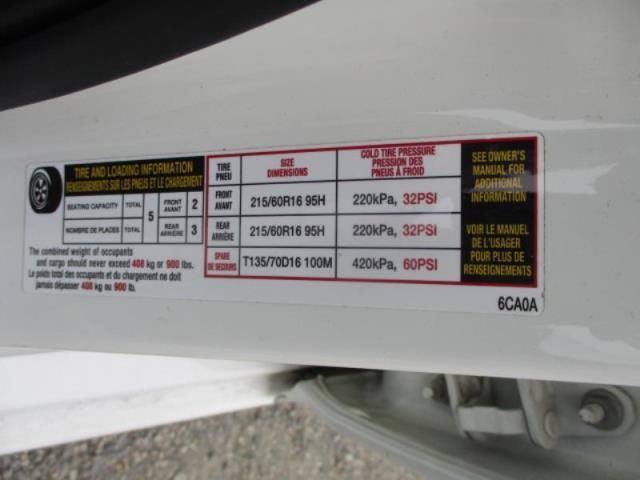 TIRE AND LOADING INFORMATION
RENSEIGNEMENTS SUR LES PNEUS ET LE CHARGEMENT
SEATING CAPACITY TOTAL 5 FRONT AVANT 2
NOMBRE DE PLACES TOTAL REAR ARRIÈRE 3
The combined weight of occupants
and cargo should never exceed 408 kg or 900 lbs.
Le poids total des occupants et du chargement ne doit
jamais dépasser 408 kg ou 900 lb.
TIRE PNEU
SIZE
DIMENSIONS
COLD TIRE PRESSURE
PRESSION DES
PNEUS À FROID
FRONT AVANT 215/60R16 95H 220kPa, 32PSI
REAR ARRIÈRE 215/60R16 95H 220kPa, 32PSI
SPARE DE SECOURS T135/70D16 100M 420kPa, 60PSI
SEE OWNER'S
MANUAL FOR
ADDITIONAL
INFORMATION
VOIR LE MANUEL
DE L'USAGER
POUR PLUS DE
RENSEIGNEMENTS
6CA0A